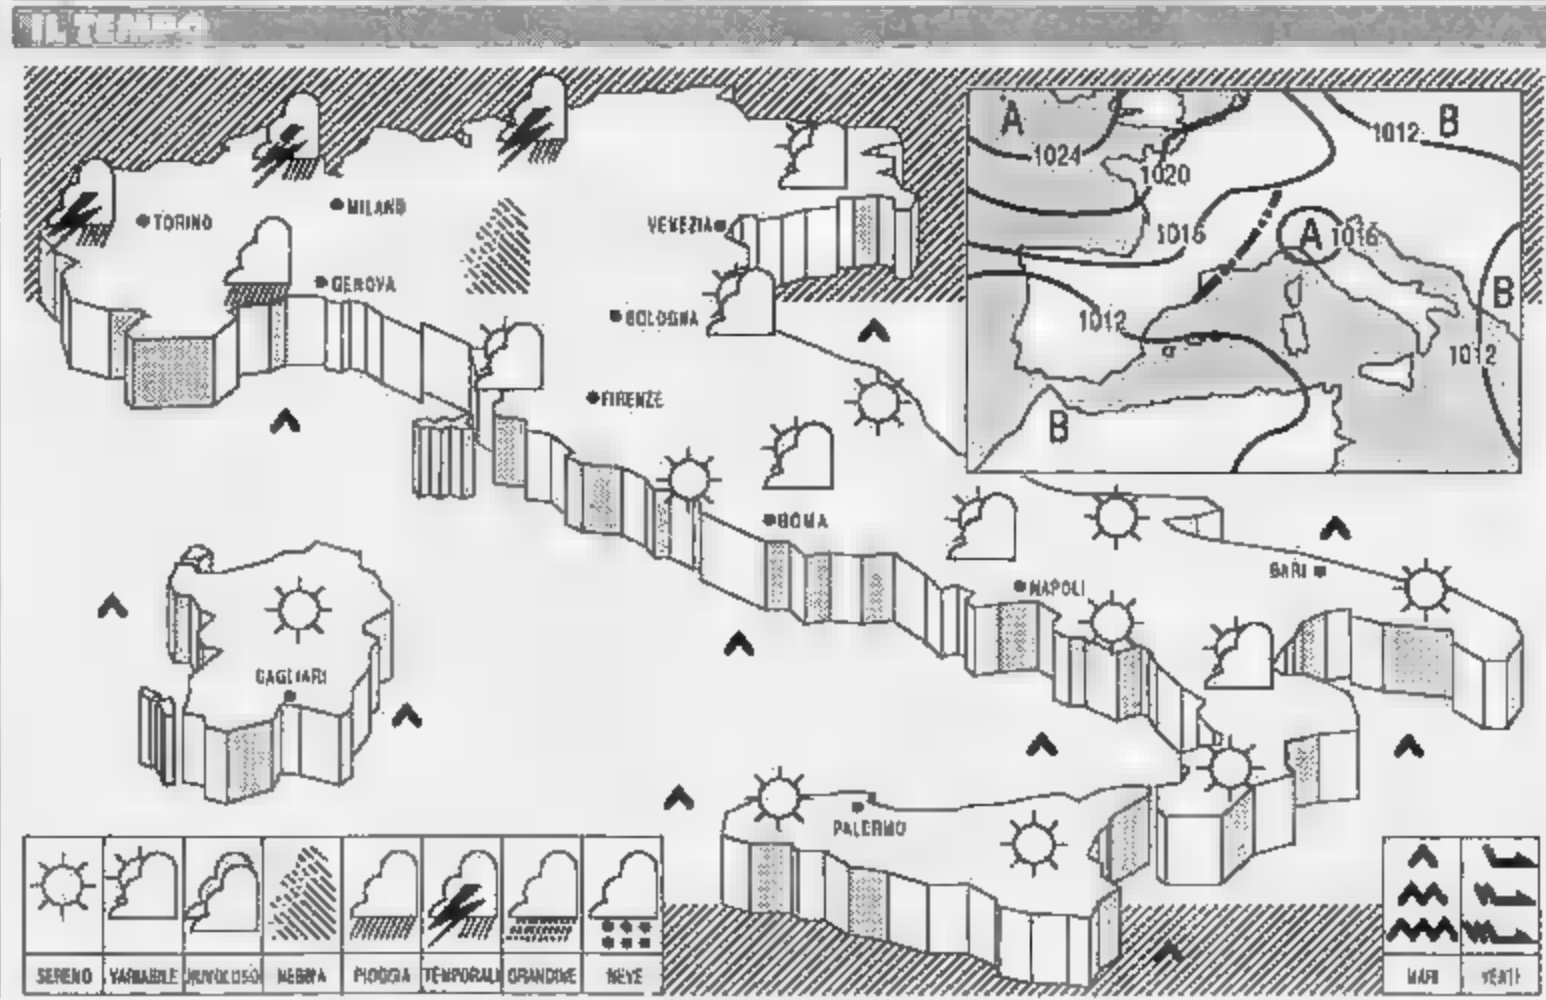 IL TEMPO
A
1024
1020
1016
1012
B
A 1016
B
1012
1012
B
TORINO
MILANO
VENEZIA
GENOVA
BOLOGNA
FIRENZE
ROMA
NAPOLI
BARI
CAGLIARI
PALERMO
SERENO
VARIABILE
NUVOLOSO
NEBBIA
PIOGGIA
TEMPORALI
GRANDINE
NEVE
MARI
VENTI